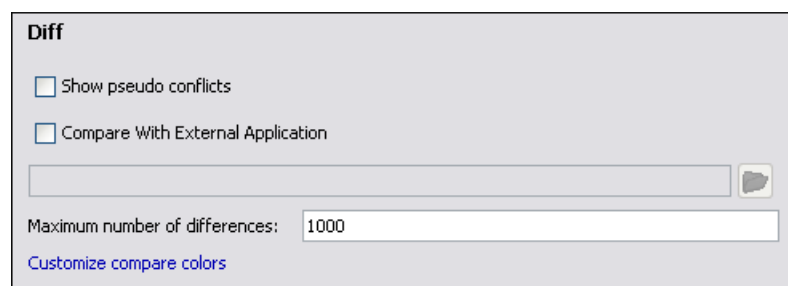 Diff
Show pseudo conflicts
Compare With External Application
Maximum number of differences: 1000
Customize compare colors